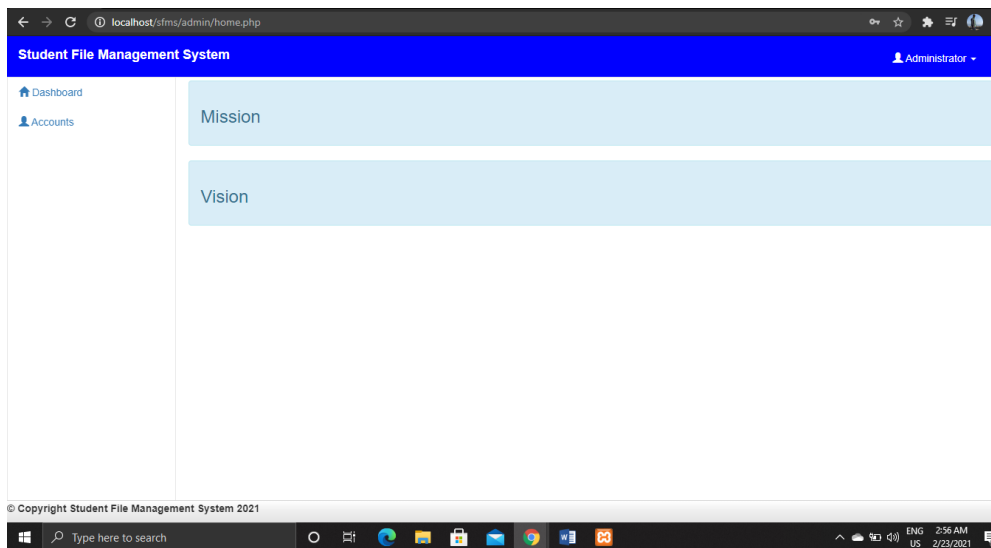 localhost/sfms/admin/home.php
Student File Management System
Administrator
Dashboard
Accounts
Mission
Vision
© Copyright Student File Management System 2021
Type here to search
ENG 2:56 AM
US 2/23/2021